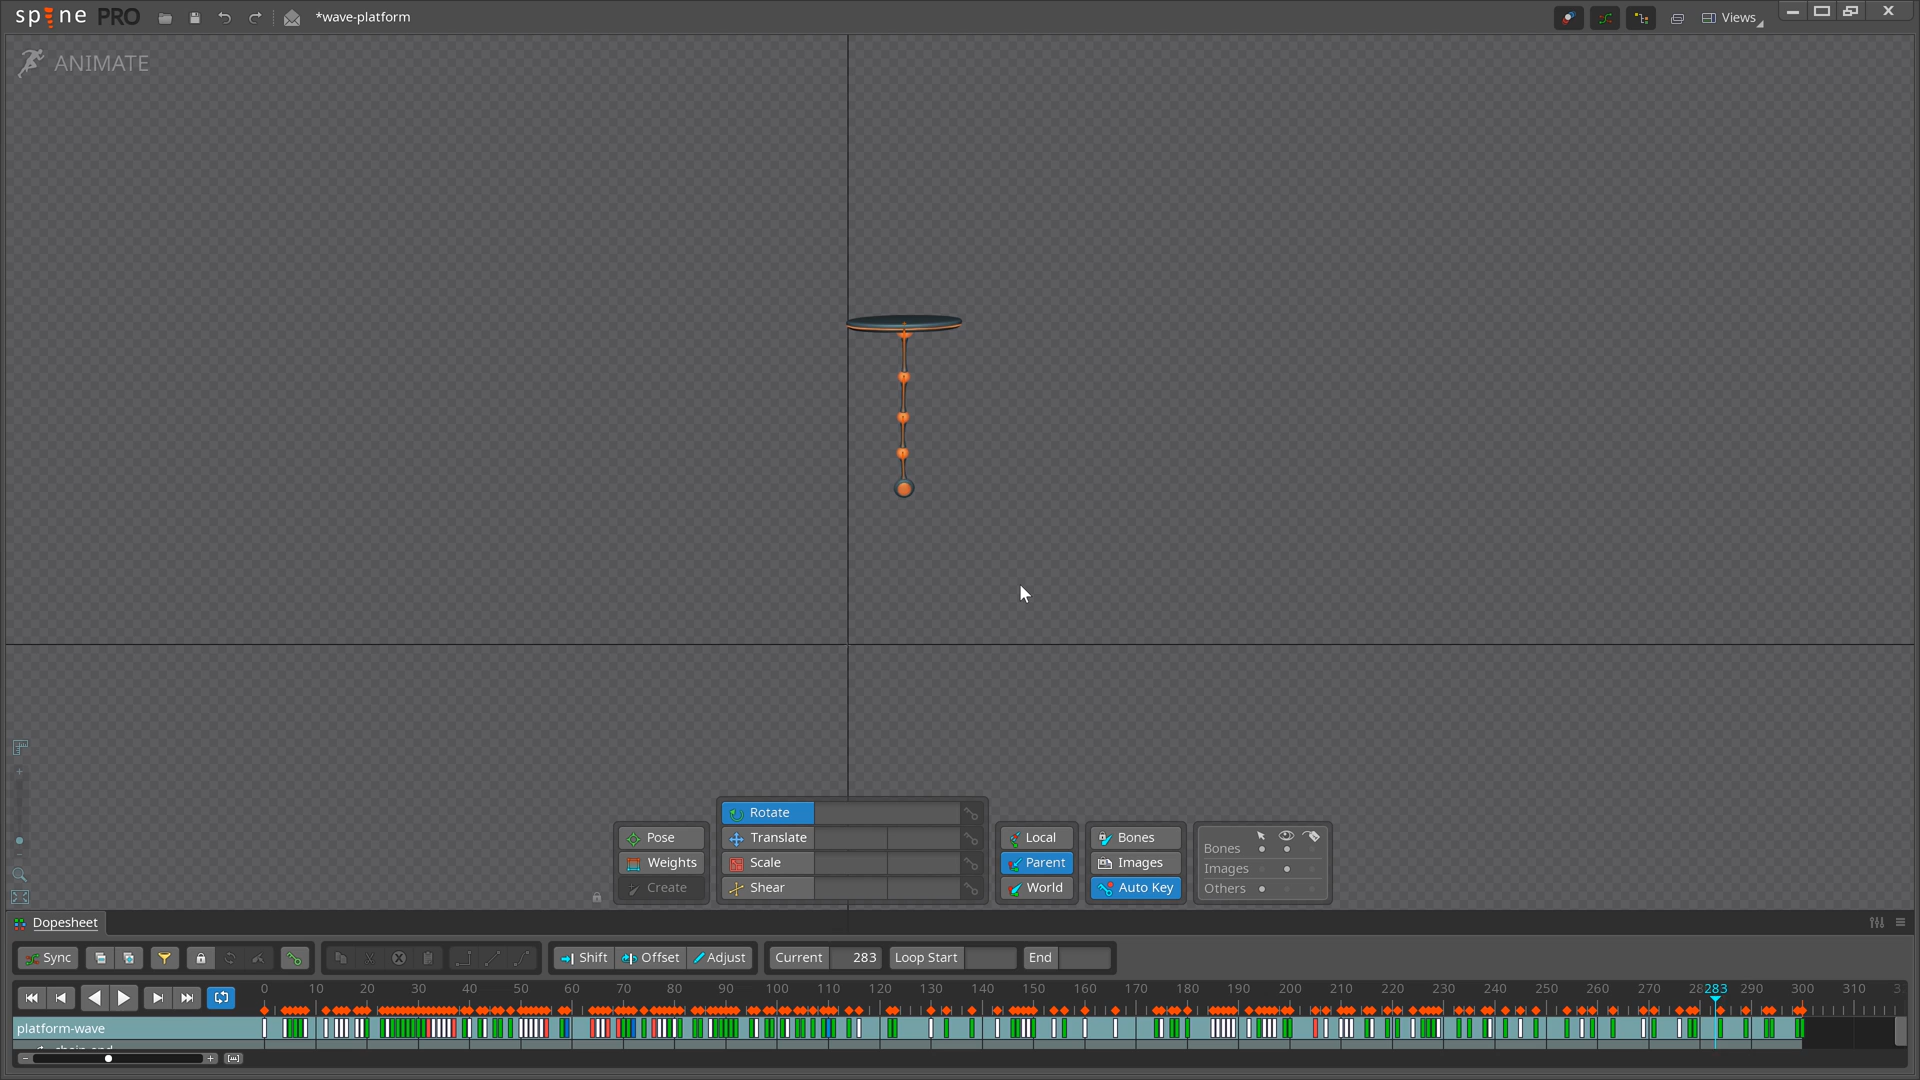 spine PRO
*wave-platform
Views
ANIMATE
Rotate
Pose
Translate
Local
Bones
Weights
Scale
Parent
Images
Create
Shear
World
Auto Key
Bones
Images
Others
Dopesheet
Sync
Shift
Offset
Adjust
Current
283
Loop Start
End
0 10 20 30 40 50 60 70 80 90 100 110 120 130 140 150 160 170 180 190 200 210 220 230 240 250 260 270 283 290 300 310
platform-wave